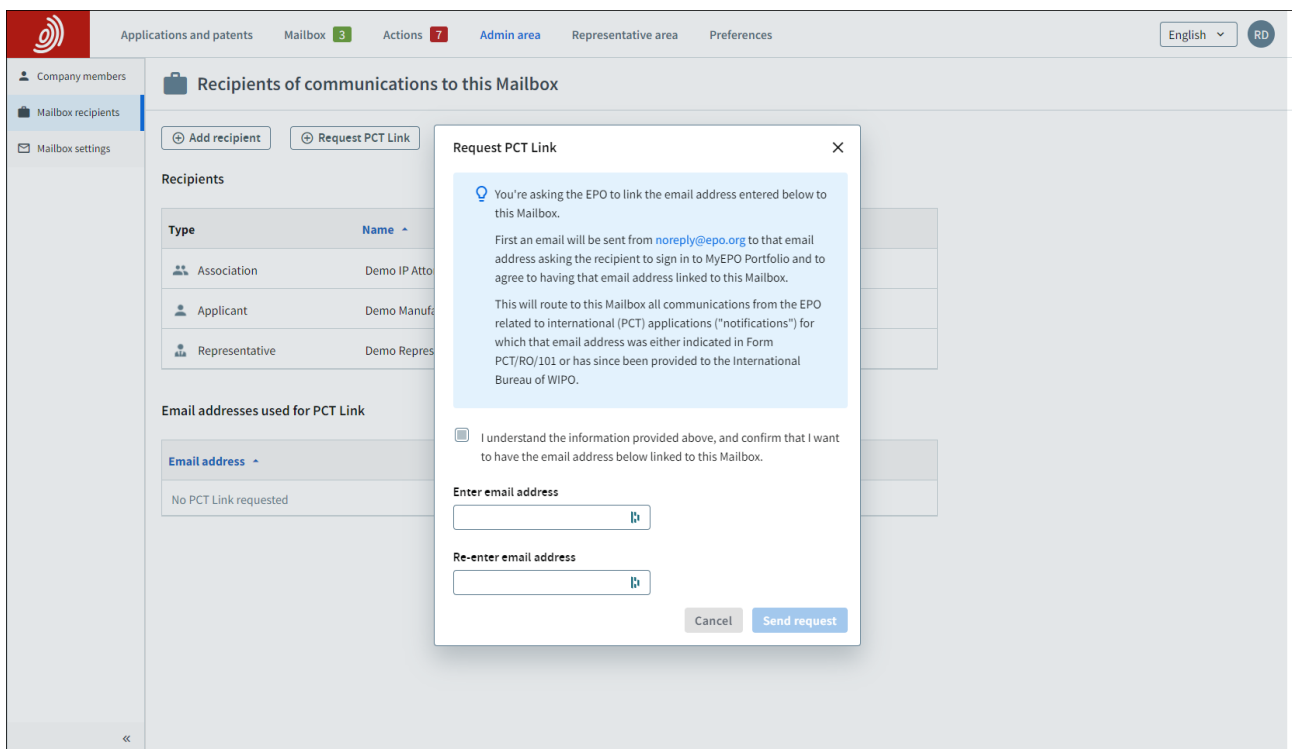 Applications and patents Mailbox 3 Actions 7 Admin area Representative area Preferences English RD
Company members
Mailbox recipients
Mailbox settings
Recipients of communications to this Mailbox
Add recipient Request PCT Link
Recipients
Type Name
Association Demo IP Atto
Applicant Demo Manufa
Representative Demo Repres
Email addresses used for PCT Link
Email address
No PCT Link requested
Request PCT Link
You're asking the EPO to link the email address entered below to
this Mailbox.
First an email will be sent from noreply@epo.org to that email
address asking the recipient to sign in to MyEPO Portfolio and to
agree to having that email address linked to this Mailbox.
This will route to this Mailbox all communications from the EPO
related to international (PCT) applications ("notifications") for
which that email address was either indicated in Form
PCT/RO/101 or has since been provided to the International
Bureau of WIPO.
I understand the information provided above, and confirm that I want
to have the email address below linked to this Mailbox.
Enter email address
Re-enter email address
Cancel Send request
«